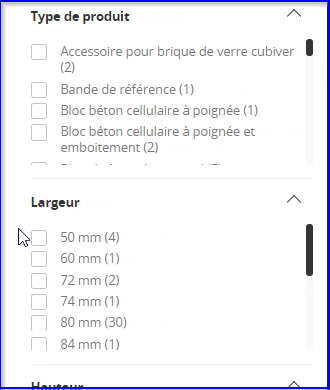 Type de produit
Accessoire pour brique de verre cubiver
(2)
Bande de référence (1)
Bloc béton cellulaire à poignée (1)
Bloc béton cellulaire à poignée et
emboitement (2)
Largeur
50 mm (4)
60 mm (1)
72 mm (2)
74 mm (1)
80 mm (30)
84 mm (1)
Hauteur